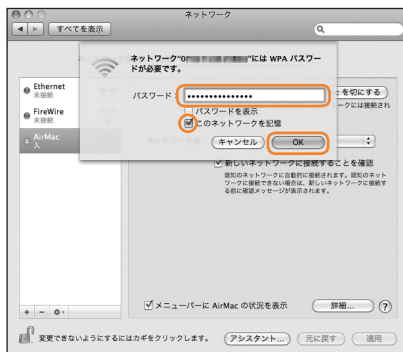 ネットワーク
すべてを表示
ネットワーク"0 "には WPA パスワー
ドが必要です。
パスワード：
パスワードを表示
このネットワークを記憶
キャンセル
OK
Ethernet
未接続
FireWire
未接続
AirMac
入
を切にする
ークには接続され
新しいネットワークに接続することを確認
既知のネットワークに自動的に接続されます。既知のネット
ワークに接続できない場合は、新しいネットワークに接続す
る前に確認メッセージが表示されます。
メニューバーに AirMac の状況を表示
詳細...
?
変更できないようにするにはカギをクリックします。
アシスタント...
元に戻す
適用